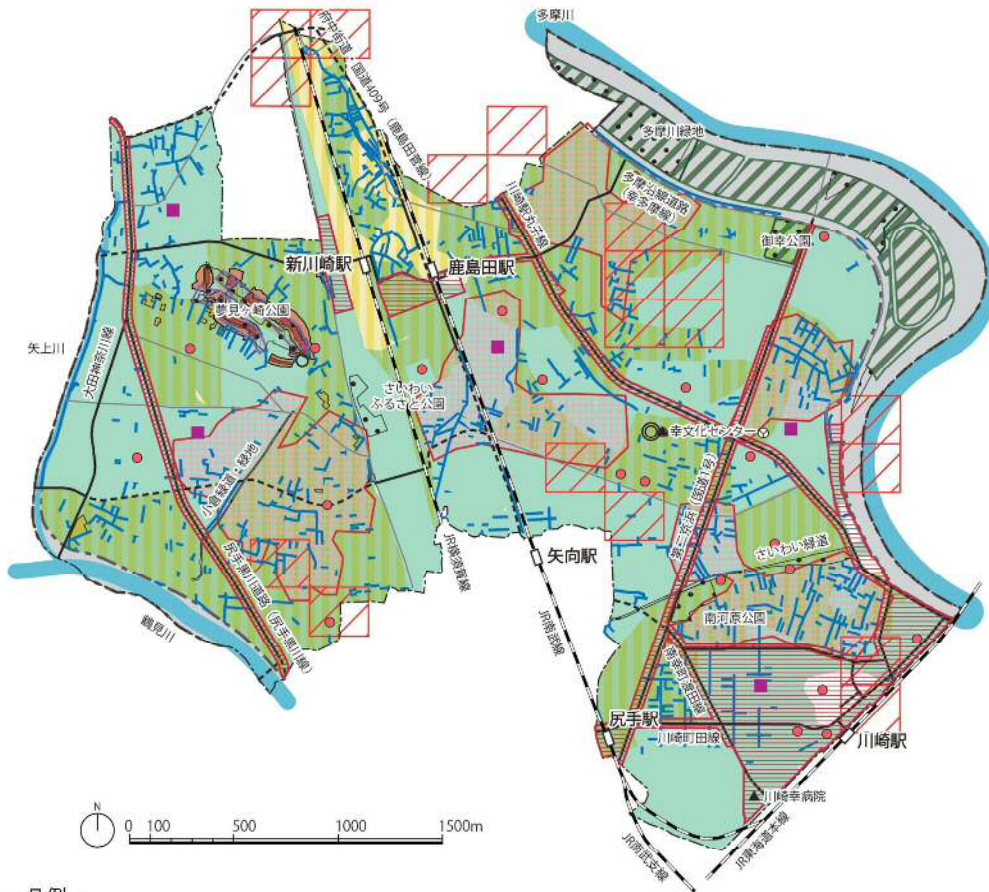 多摩川
府中街道・国道409号（鹿島田菅線）
多摩川緑地
多摩沿線道路
（幸多摩線）
川崎駅丸子線
御幸公園
新川崎駅
鹿島田駅
夢見ヶ崎公園
矢上川
大田神奈川線
さいわい
ふるさと公園
幸文化センター
小倉緑道・緑地
第二京浜（国道1号）
さいわい緑道
JR横須賀線
矢向駅
尻手黒川道路（尻手黒川線）
JR南武線
南河原公園
鶴見川
南幸町渡田線
尻手駅
川崎町田線
川崎駅
川崎幸病院
N
0 100 500 1000 1500m
JR南武支線
JR東海道本線
凡例